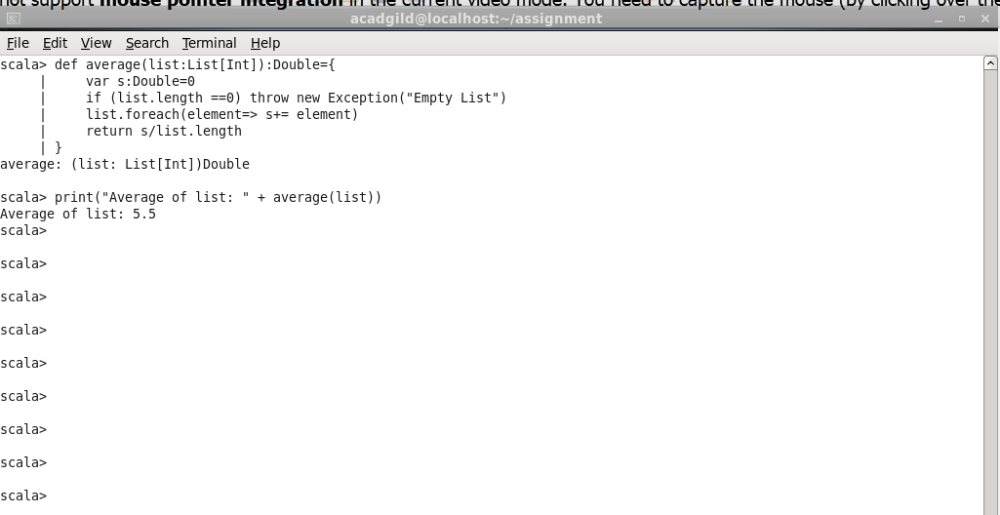 not support mouse pointer integration in the current video mode. You need to capture the mouse (by clicking over the
acadgild@localhost:~/assignment
File Edit View Search Terminal Help
scala> def average(list:List[Int]):Double={
     |     var s:Double=0
     |     if (list.length ==0) throw new Exception("Empty List")
     |     list.foreach(element=> s+= element)
     |     return s/list.length
     | }
average: (list: List[Int])Double
scala> print("Average of list: " + average(list))
Average of list: 5.5
scala>
scala>
scala>
scala>
scala>
scala>
scala>
scala>
scala>